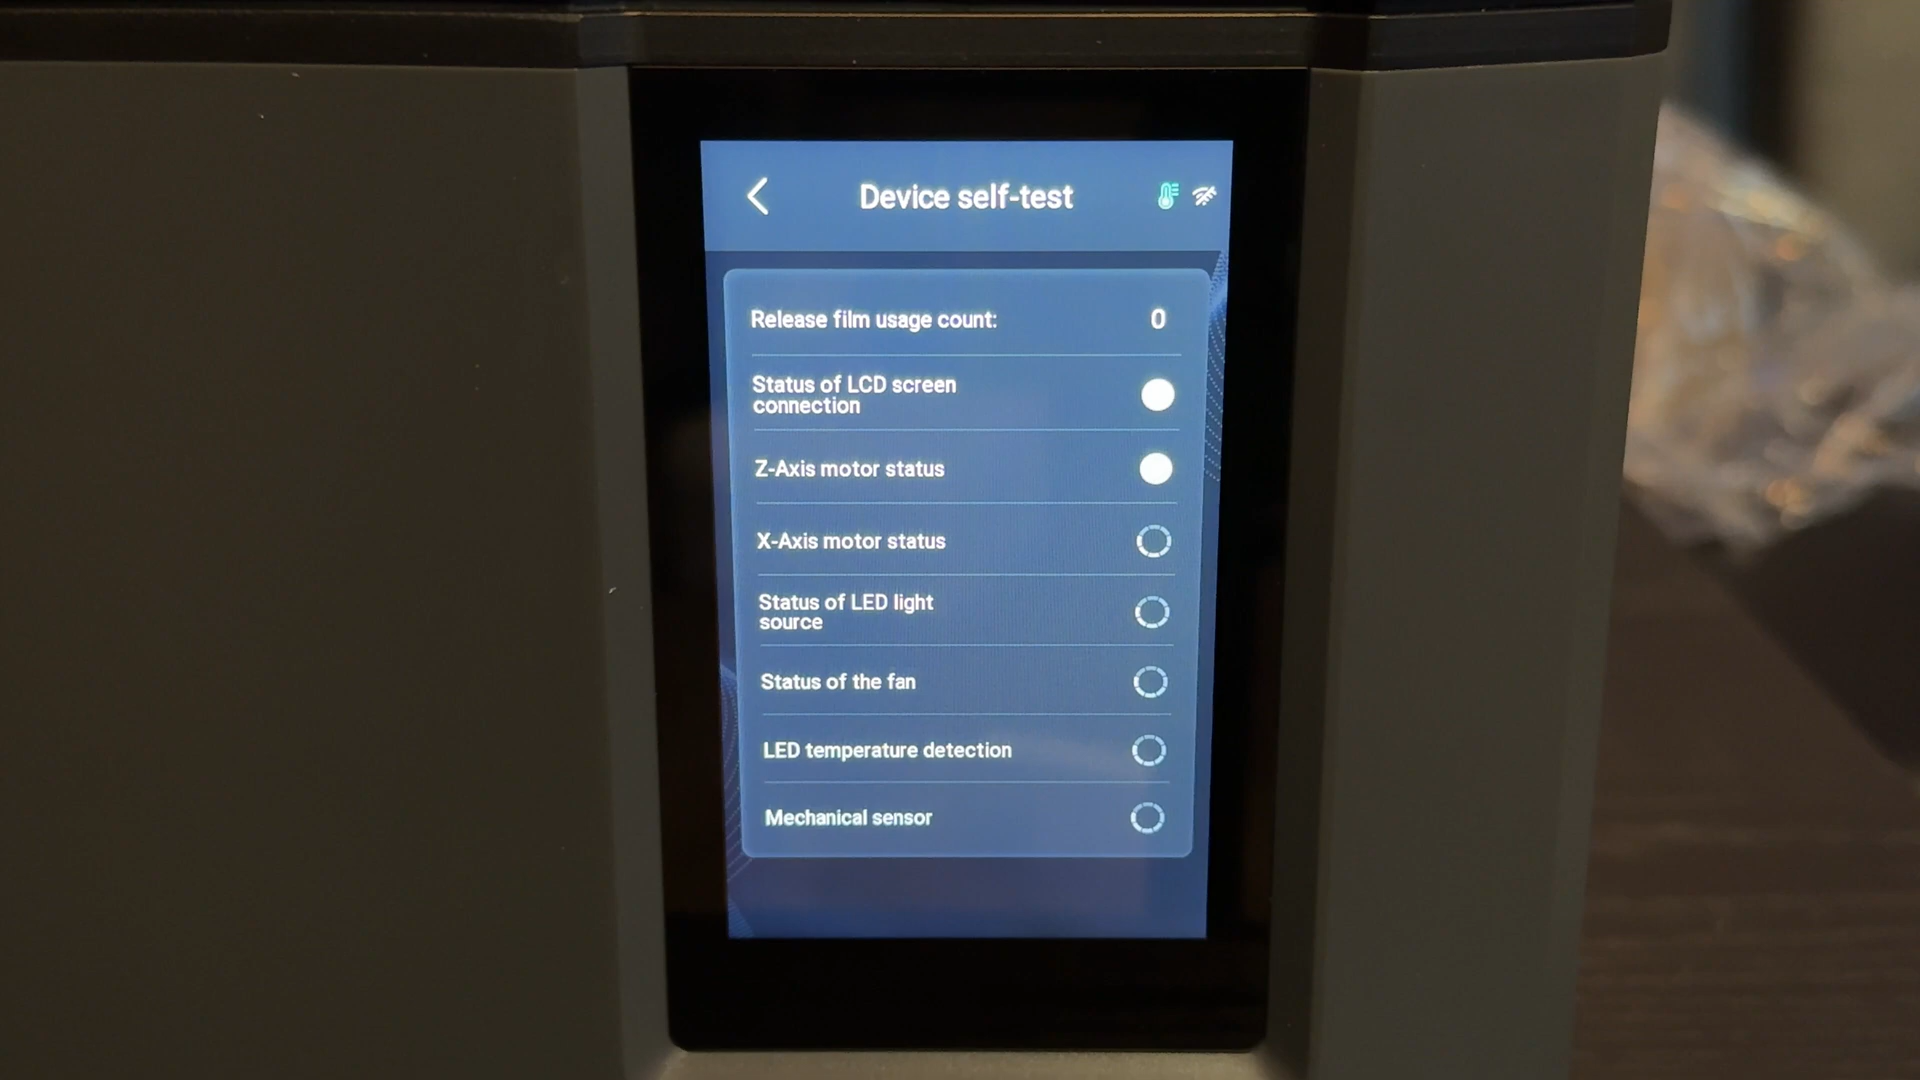 Device self-test
Release film usage count: 0
Status of LCD screen
connection
Z-Axis motor status
X-Axis motor status
Status of LED light
source
Status of the fan
LED temperature detection
Mechanical sensor